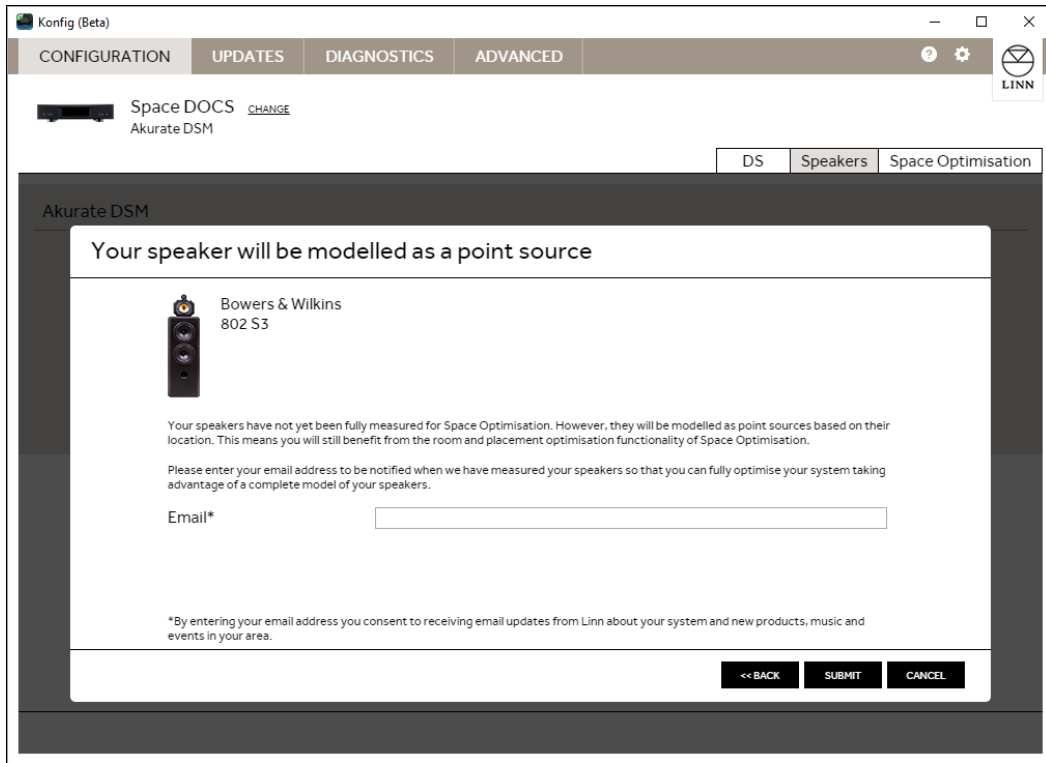 Konfig (Beta)
CONFIGURATION UPDATES DIAGNOSTICS ADVANCED
LINN
Space DOCS CHANGE
Akurate DSM
DS Speakers Space Optimisation
Akurate DSM
Your speaker will be modelled as a point source
Bowers & Wilkins
802 S3
Your speakers have not yet been fully measured for Space Optimisation. However, they will be modelled as point sources based on their
location. This means you will still benefit from the room and placement optimisation functionality of Space Optimisation.
Please enter your email address to be notified when we have measured your speakers so that you can fully optimise your system taking
advantage of a complete model of your speakers.
Email*
*By entering your email address you consent to receiving email updates from Linn about your system and new products, music and
events in your area.
<< BACK SUBMIT CANCEL